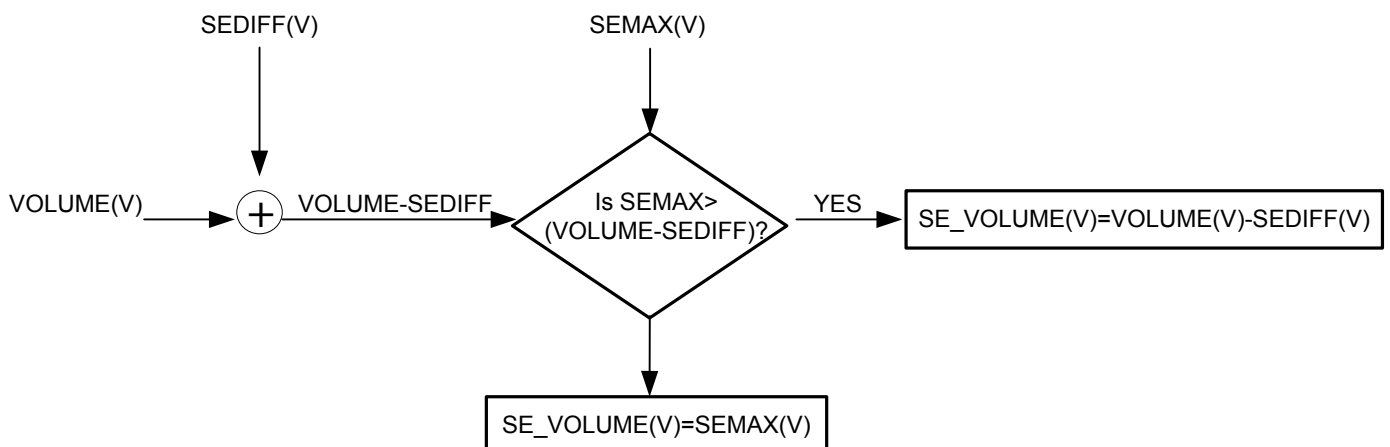 SEDIFF(V)
SEMAX(V)
VOLUME(V)
+
VOLUME-SEDIFF
Is SEMAX>
(VOLUME-SEDIFF)?
YES
SE_VOLUME(V)=VOLUME(V)-SEDIFF(V)
SE_VOLUME(V)=SEMAX(V)